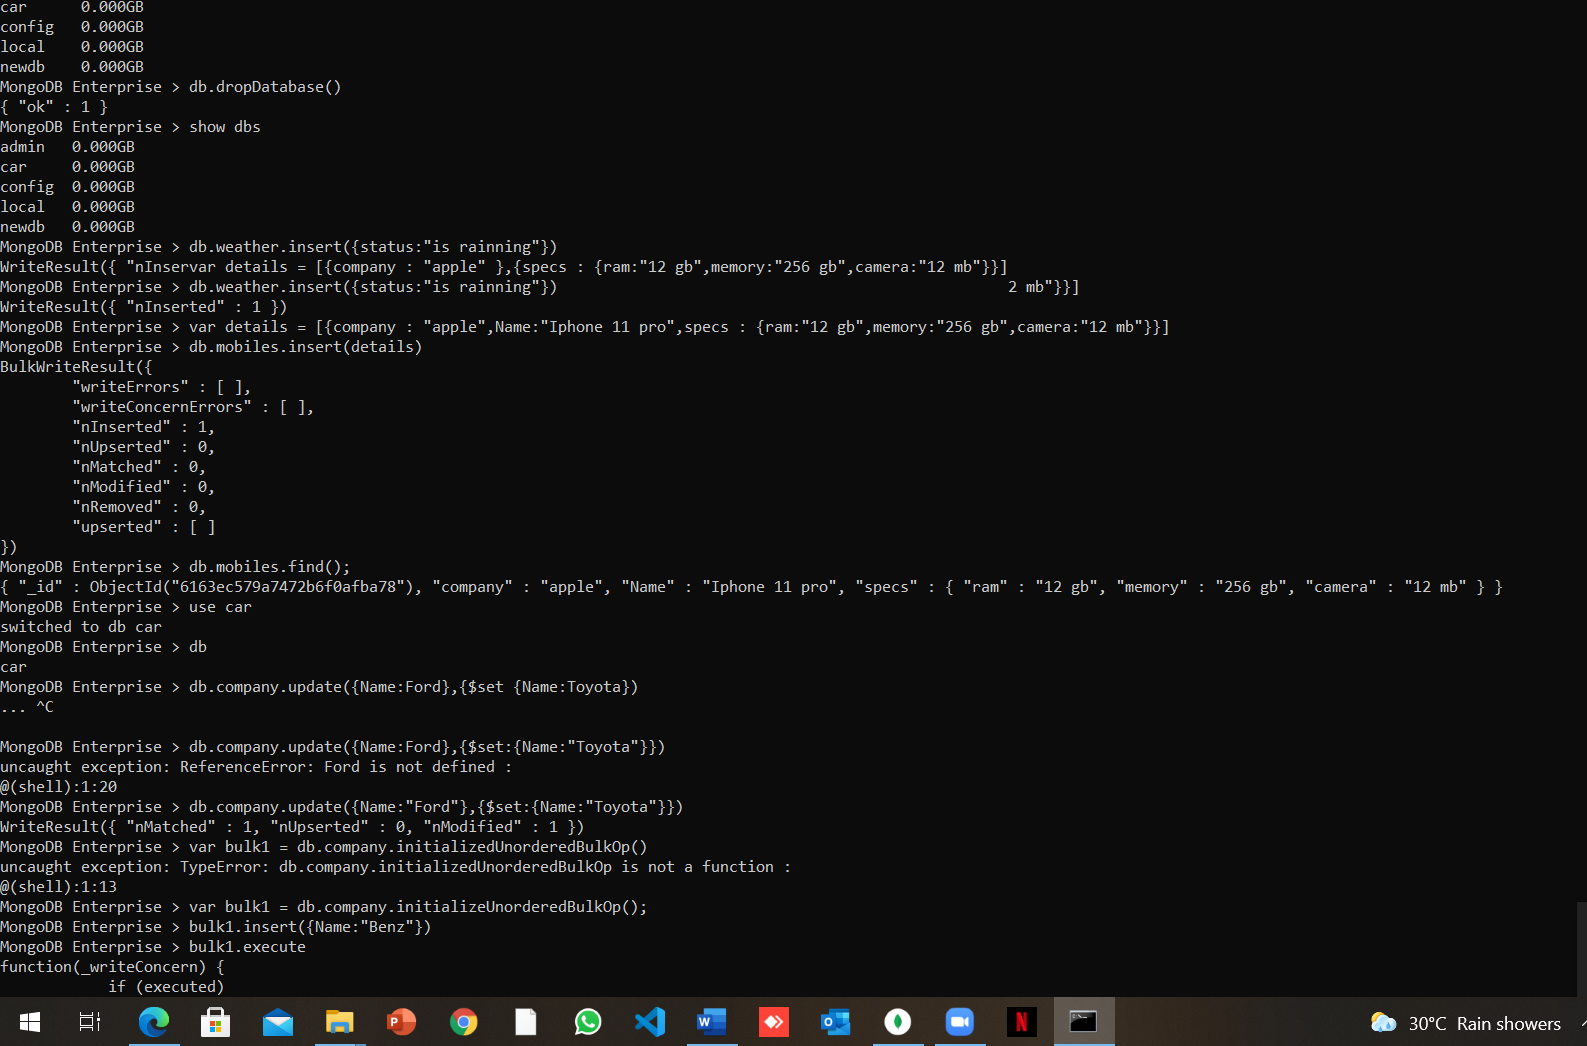 car      0.000GB
config   0.000GB
local    0.000GB
newdb    0.000GB
MongoDB Enterprise > db.dropDatabase()
{ "ok" : 1 }
MongoDB Enterprise > show dbs
admin   0.000GB
car     0.000GB
config  0.000GB
local   0.000GB
newdb   0.000GB
MongoDB Enterprise > db.weather.insert({status:"is rainning"})
WriteResult({ "nInservar details = [{company : "apple" },{specs : {ram:"12 gb",memory:"256 gb",camera:"12 mb"}}]
MongoDB Enterprise > db.weather.insert({status:"is rainning"})                                                  2 mb"}}]
WriteResult({ "nInserted" : 1 })
MongoDB Enterprise > var details = [{company : "apple",Name:"Iphone 11 pro",specs : {ram:"12 gb",memory:"256 gb",camera:"12 mb"}}]
MongoDB Enterprise > db.mobiles.insert(details)
BulkWriteResult({
        "writeErrors" : [ ],
        "writeConcernErrors" : [ ],
        "nInserted" : 1,
        "nUpserted" : 0,
        "nMatched" : 0,
        "nModified" : 0,
        "nRemoved" : 0,
        "upserted" : [ ]
})
MongoDB Enterprise > db.mobiles.find();
{ "_id" : ObjectId("6163ec579a7472b6f0afba78"), "company" : "apple", "Name" : "Iphone 11 pro", "specs" : { "ram" : "12 gb", "memory" : "256 gb", "camera" : "12 mb" } }
MongoDB Enterprise > use car
switched to db car
MongoDB Enterprise > db
car
MongoDB Enterprise > db.company.update({Name:Ford},{$set {Name:Toyota})
... ^C
MongoDB Enterprise > db.company.update({Name:Ford},{$set:{Name:"Toyota"}})
uncaught exception: ReferenceError: Ford is not defined :
@(shell):1:20
MongoDB Enterprise > db.company.update({Name:"Ford"},{$set:{Name:"Toyota"}})
WriteResult({ "nMatched" : 1, "nUpserted" : 0, "nModified" : 1 })
MongoDB Enterprise > var bulk1 = db.company.initializedUnorderedBulkOp()
uncaught exception: TypeError: db.company.initializedUnorderedBulkOp is not a function :
@(shell):1:13
MongoDB Enterprise > var bulk1 = db.company.initializeUnorderedBulkOp();
MongoDB Enterprise > bulk1.insert({Name:"Benz"})
MongoDB Enterprise > bulk1.execute
function(_writeConcern) {
            if (executed)
30°C Rain showers